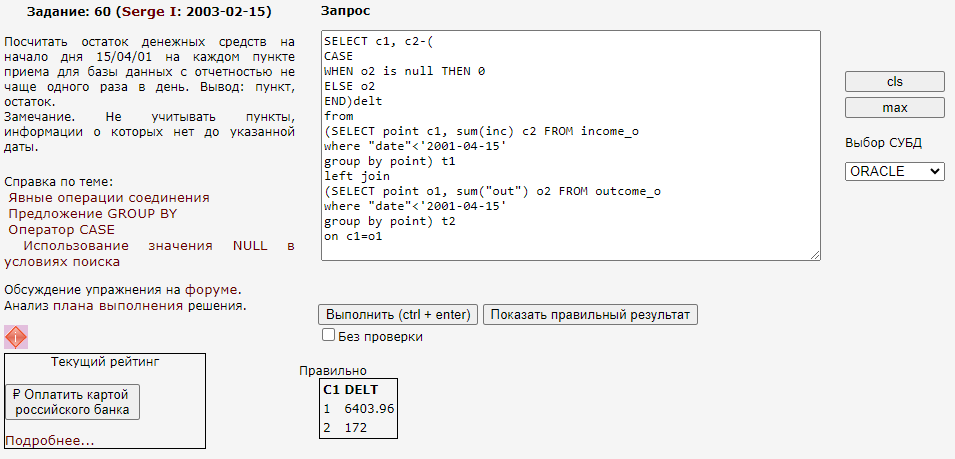 Задание: 60 (Serge I: 2003-02-15)
Посчитать остаток денежных средств на
начало дня 15/04/01 на каждом пункте
приема для базы данных с отчетностью не
чаще одного раза в день. Вывод: пункт,
остаток.
Замечание. Не учитывать пункты,
информации о которых нет до указанной
даты.
Справка по теме:
Явные операции соединения
Предложение GROUP BY
Оператор CASE
Использование значения NULL в
условиях поиска
Обсуждение упражнения на форуме.
Анализ плана выполнения решения.
Текущий рейтинг
₽ Оплатить картой
российского банка
Подробнее...
Запрос
SELECT c1, c2-(
CASE
WHEN o2 is null THEN 0
ELSE o2
END)delt
from
(SELECT point c1, sum(inc) c2 FROM income_o
where "date"<'2001-04-15'
group by point) t1
left join
(SELECT point o1, sum("out") o2 FROM outcome_o
where "date"<'2001-04-15'
group by point) t2
on c1=o1
Выполнить (ctrl + enter) Показать правильный результат
Без проверки
Правильно
C1 DELT
1 6403.96
2 172
cls
max
Выбор СУБД
ORACLE